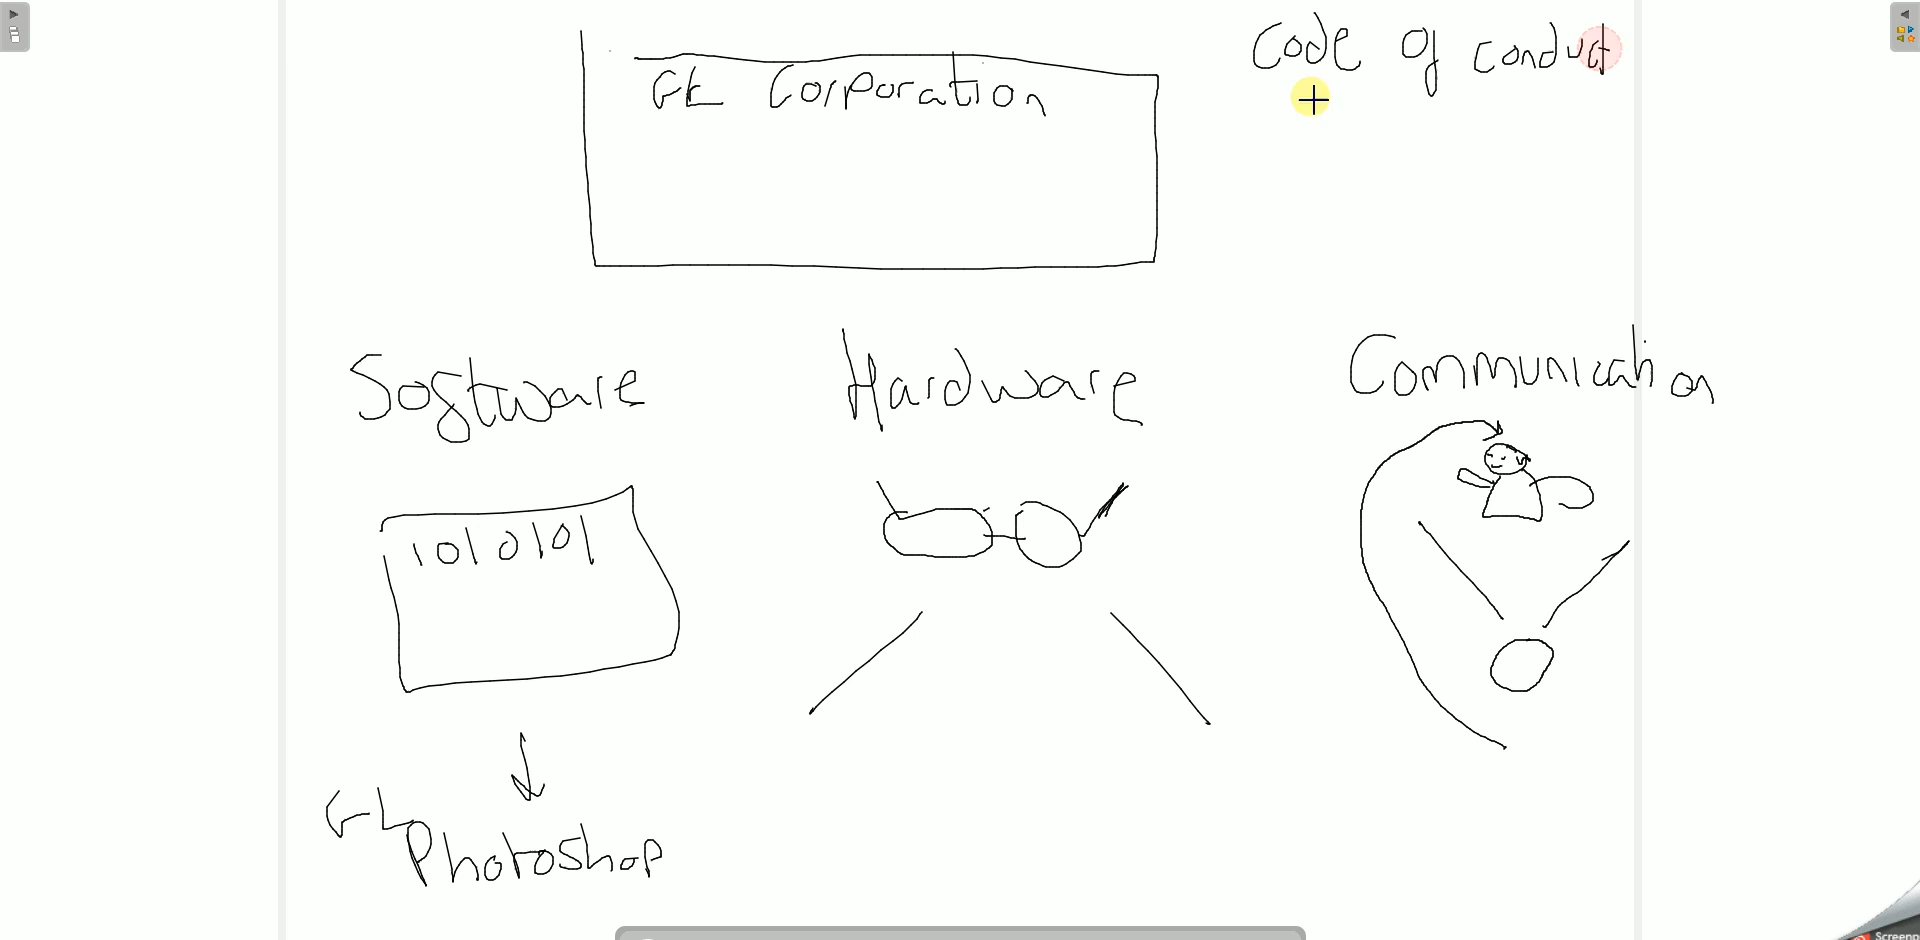 Code of conduct
GL Corporation
Software
Hardware
Communication
1010101
GL
Photoshop